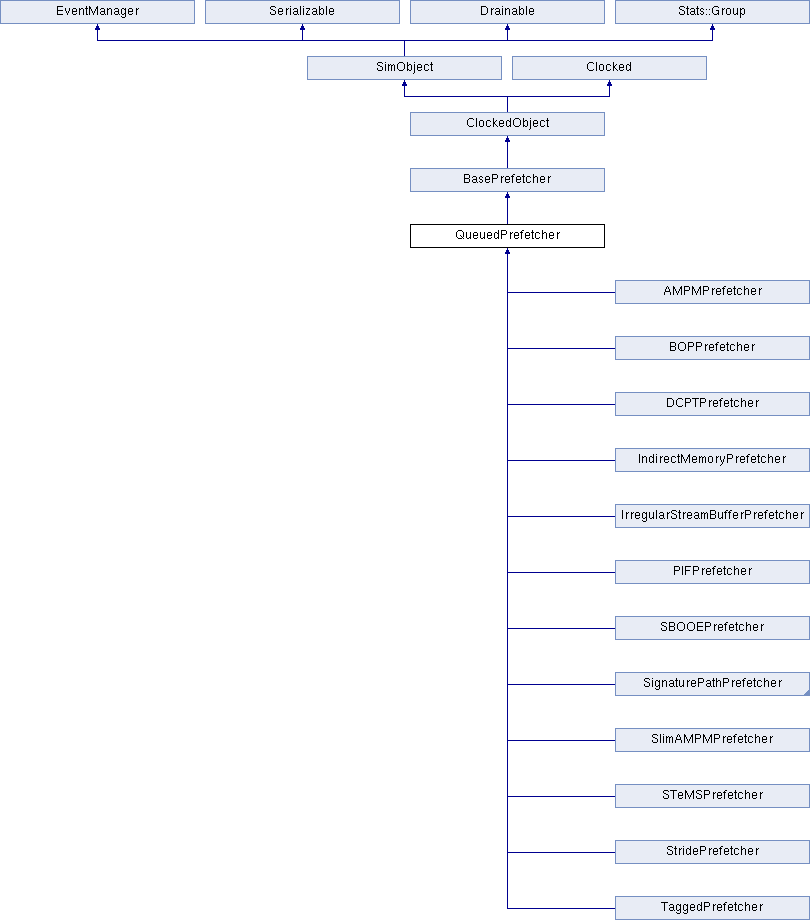 EventManager
Serializable
Drainable
Stats::Group
SimObject
Clocked
ClockedObject
BasePrefetcher
QueuedPrefetcher
AMPMPrefetcher
BOPPrefetcher
DCPTPrefetcher
IndirectMemoryPrefetcher
IrregularStreamBufferPrefetcher
PIFPrefetcher
SBOOEPrefetcher
SignaturePathPrefetcher
SlimAMPMPrefetcher
STeMSPrefetcher
StridePrefetcher
TaggedPrefetcher